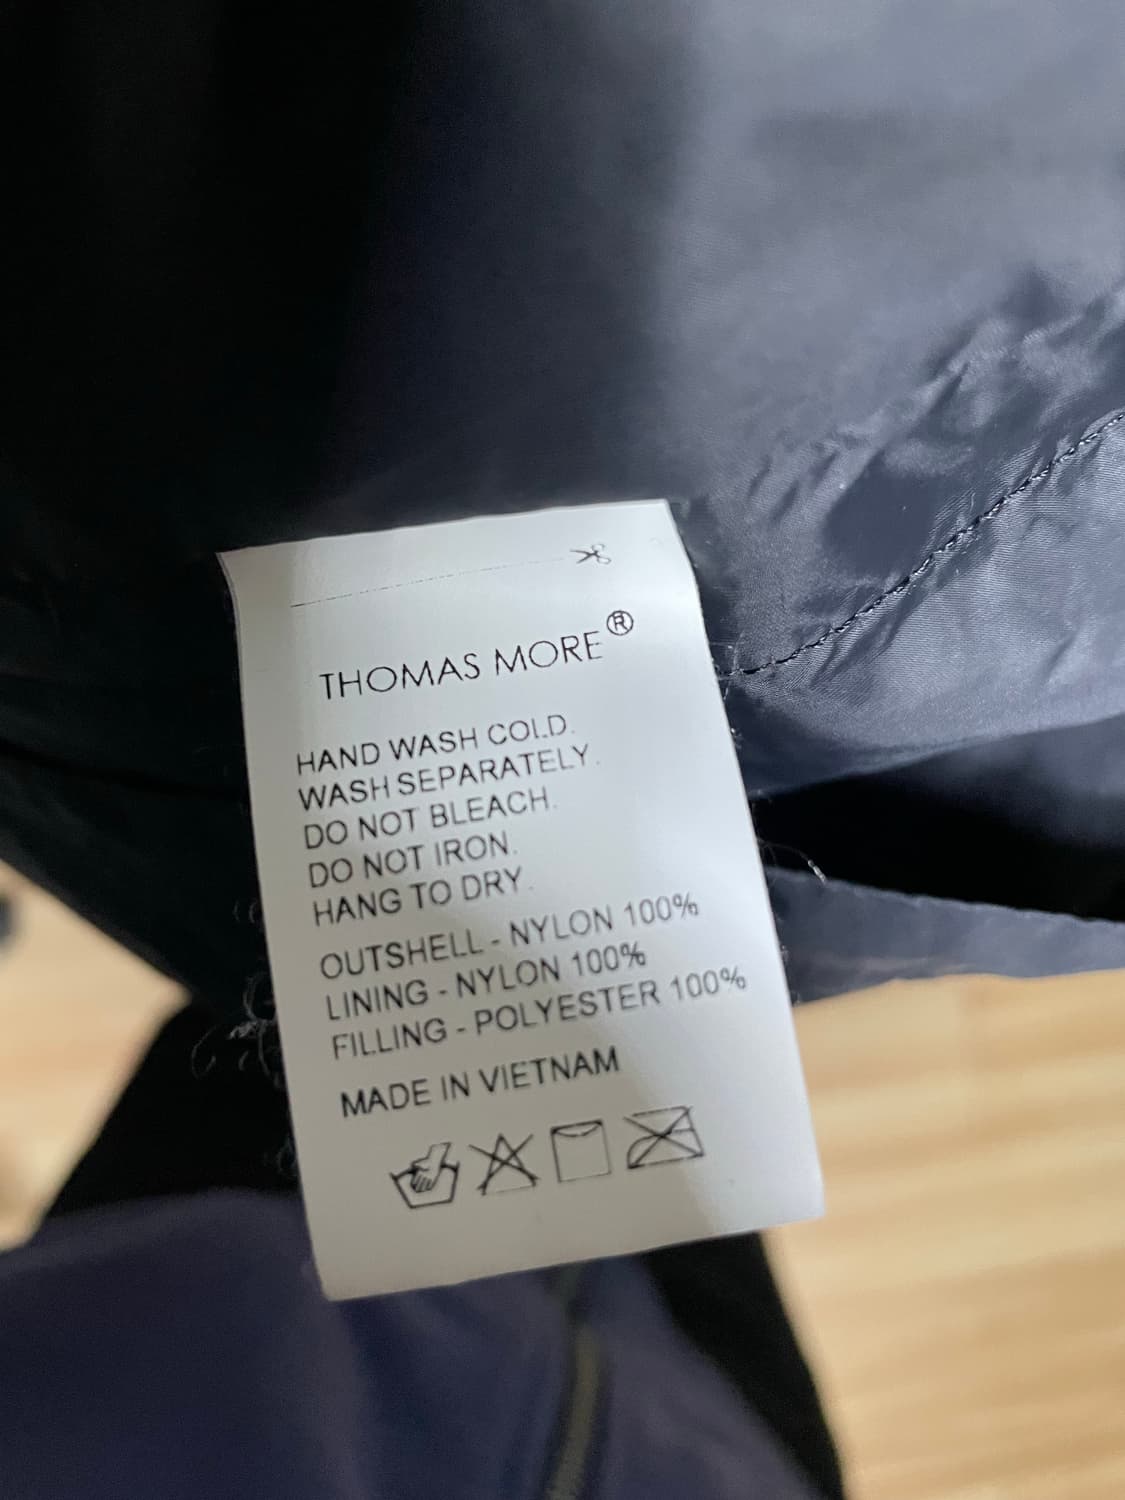 THOMAS MORE®
HAND WASH COLD.
WASH SEPARATELY.
DO NOT BLEACH.
DO NOT IRON.
HANG TO DRY.
OUTSHELL - NYLON 100%
LINING - NYLON 100%
FILLING - POLYESTER 100%
MADE IN VIETNAM